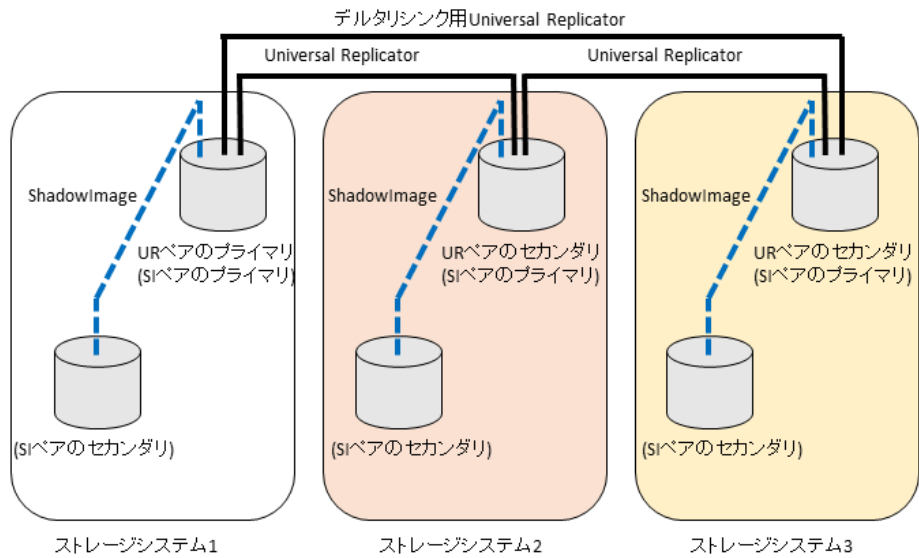 デルタリシンク用Universal Replicator
Universal Replicator
Universal Replicator
ShadowImage
ShadowImage
ShadowImage
URペアのプライマリ
(SIペアのプライマリ)
URペアのセカンダリ
(SIペアのプライマリ)
URペアのセカンダリ
(SIペアのプライマリ)
(SIペアのセカンダリ)
(SIペアのセカンダリ)
(SIペアのセカンダリ)
ストレージシステム1
ストレージシステム2
ストレージシステム3